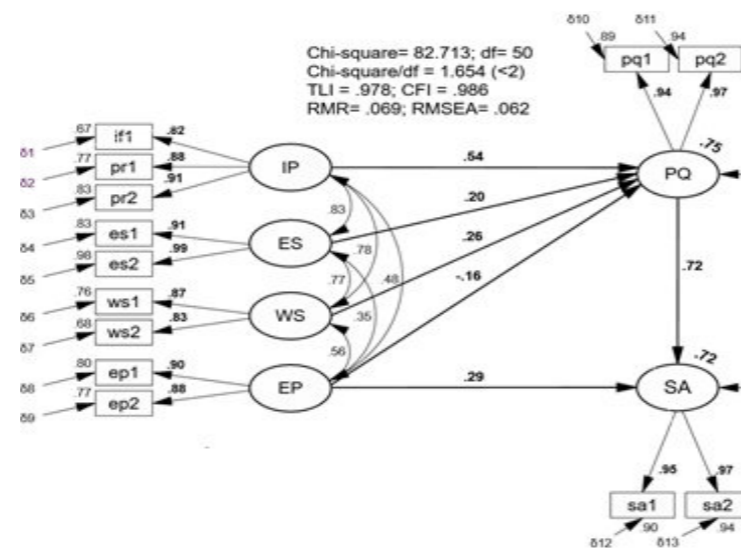 δ10
δ11
.89
.94
pq1
pq2
Chi-square= 82.713; df= 50
Chi-square/df = 1.654 (<2)
TLI = .978; CFI = .986
RMR= .069; RMSEA= .062
.94
.97
.67
if1
.82
δ1
.77
pr1
.88
δ2
.83
pr2
.91
δ3
IP
.54
.75
PQ
.83
es1
.91
δ4
.98
es2
.99
δ5
ES
.83
.20
.78
.26
.48
-.16
.77
.35
.72
.76
ws1
.87
δ6
.68
ws2
.83
δ7
WS
.56
.80
ep1
.90
δ8
.77
ep2
.88
δ9
EP
.29
.72
SA
.95
.97
sa1
sa2
.90
.94
δ12
δ13